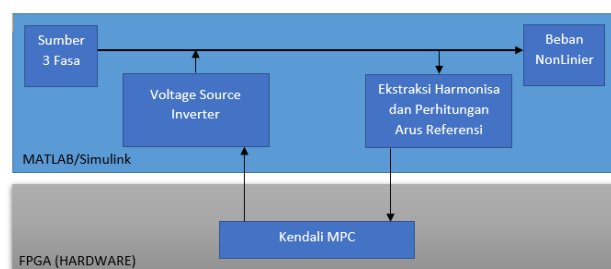 Sumber
3 Fasa
Beban
NonLinier
Voltage Source
Inverter
Ekstraksi Harmonisa
dan Perhitungan
Arus Referensi
MATLAB/Simulink
Kendali MPC
FPGA (HARDWARE)